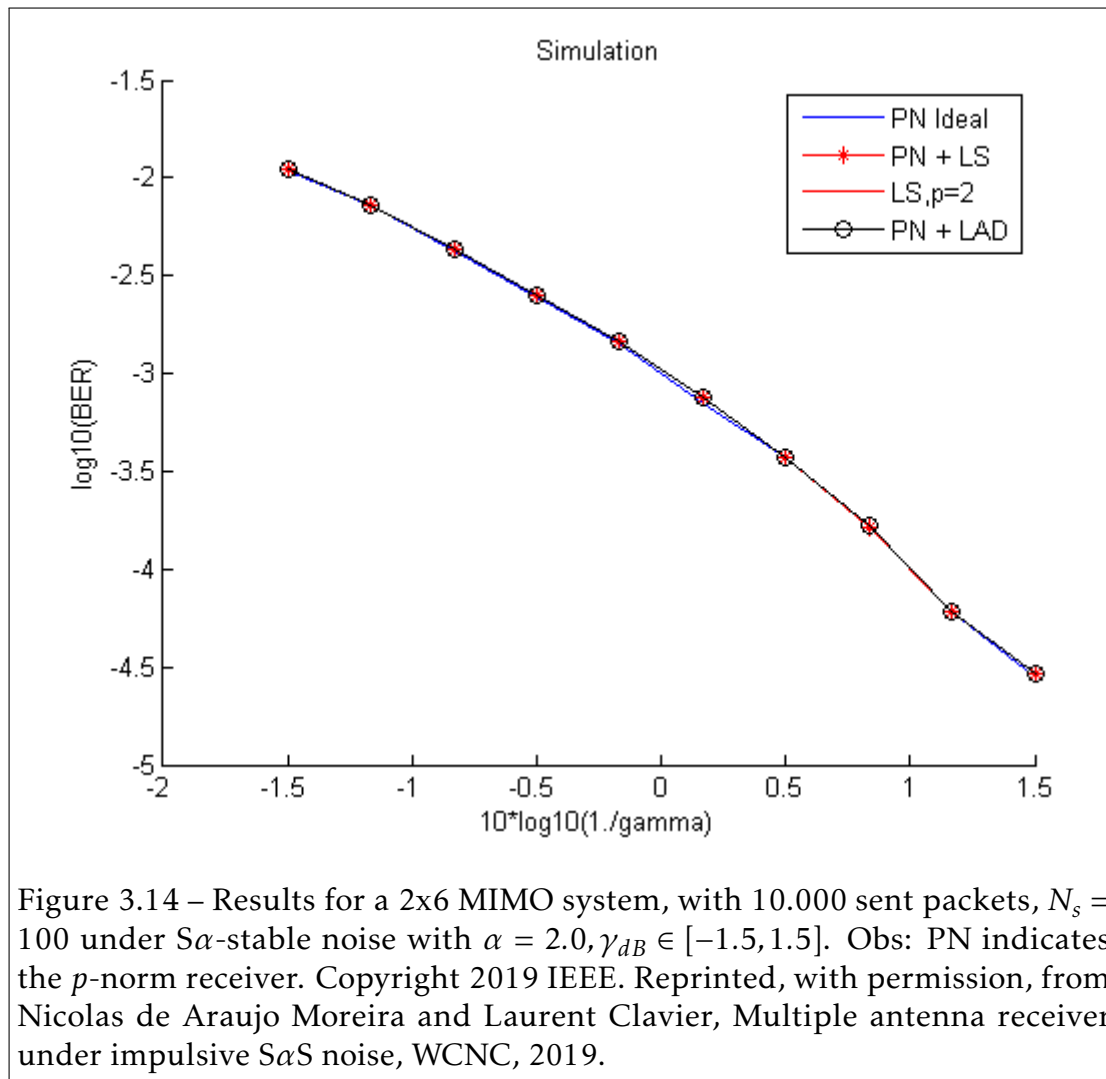 Simulation
-1.5
-2
-2.5
-3
-3.5
-4
-4.5
-5
log10(BER)
PN Ideal
PN + LS
LS,p=2
PN + LAD
-2
-1.5
-1
-0.5
0
0.5
1
1.5
10*log10(1./gamma)
Figure 3.14 – Results for a 2x6 MIMO system, with 10.000 sent packets, Nₛ =
100 under Sα-stable noise with α = 2.0, γ_dB ∈ [−1.5, 1.5]. Obs: PN indicates
the p-norm receiver. Copyright 2019 IEEE. Reprinted, with permission, from
Nicolas de Araujo Moreira and Laurent Clavier, Multiple antenna receiver
under impulsive SαS noise, WCNC, 2019.